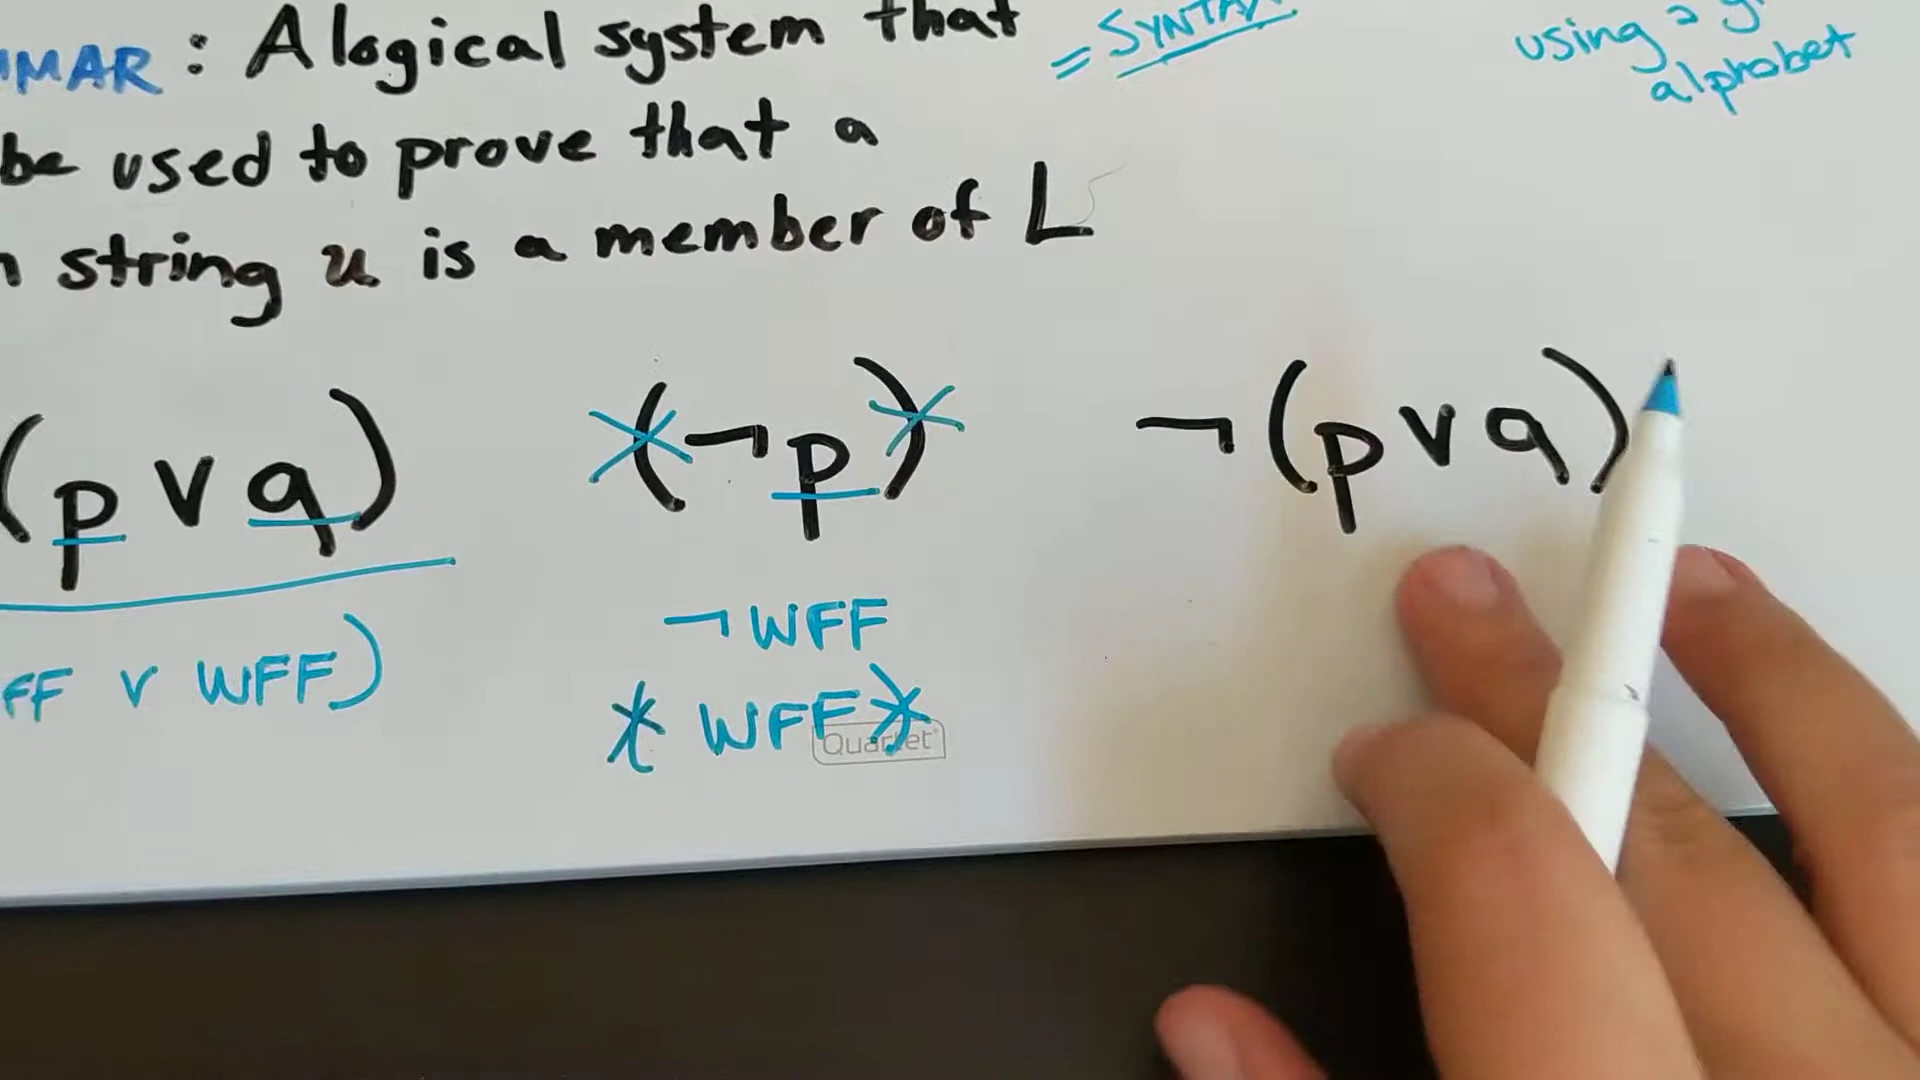 MAR : A logical system that
= SYNTAX
using a
alphabet
be used to prove that a
string u is a member of L
(p ∨ q)
(¬p)
¬(p ∨ q)
FF ∨ WFF)
¬WFF
(WFF)
Quartet